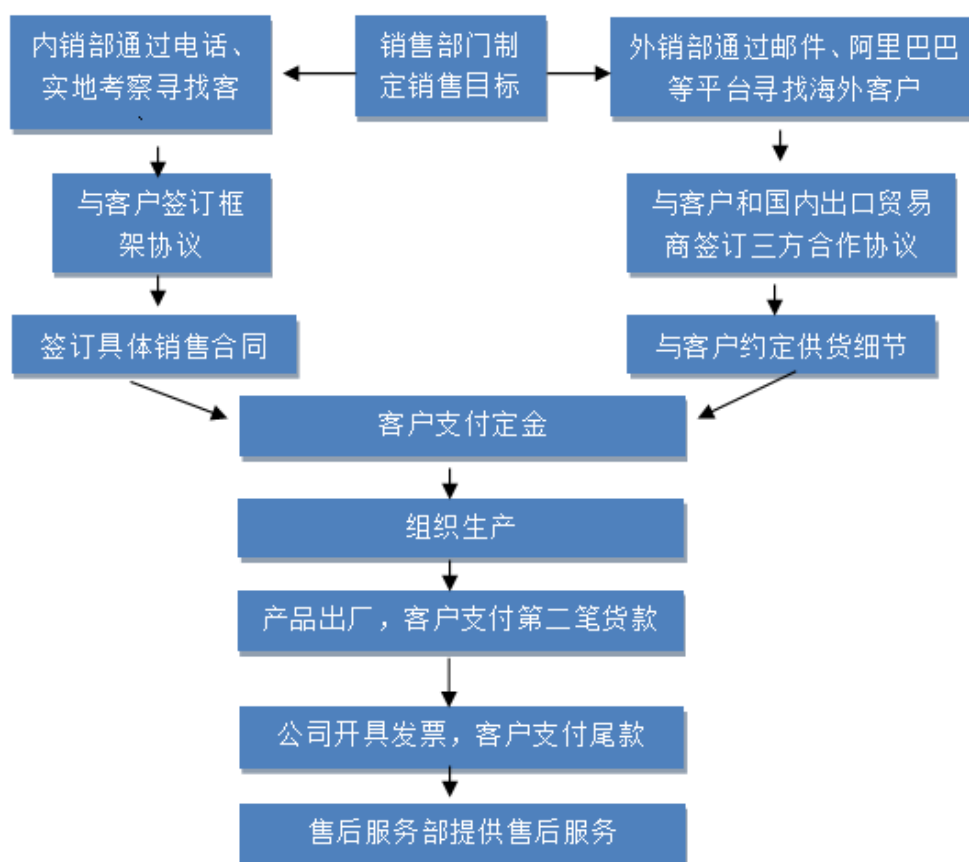 内销部通过电话、
实地考察寻找客
、
销售部门制
定销售目标
外销部通过邮件、阿里巴巴
等平台寻找海外客户
与客户签订框
架协议
与客户和国内出口贸易
商签订三方合作协议
签订具体销售合同
与客户约定供货细节
客户支付定金
组织生产
产品出厂，客户支付第二笔货款
公司开具发票，客户支付尾款
售后服务部提供售后服务